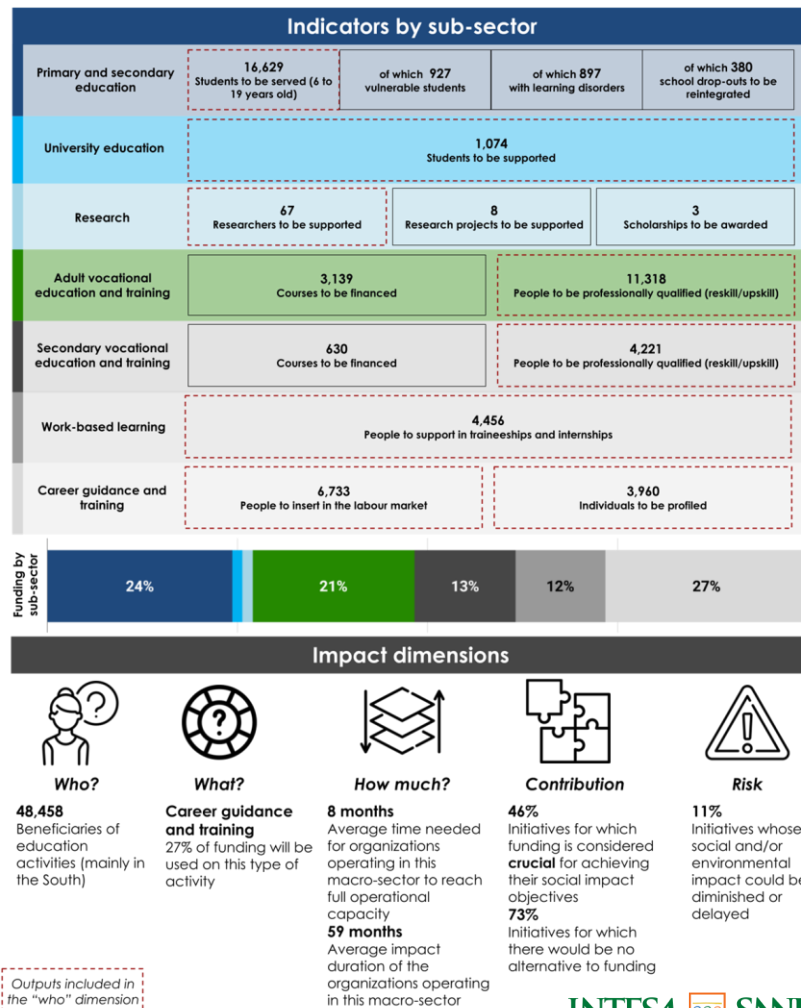 Indicators by sub-sector
Primary and secondary
education
16,629
Students to be served (6 to
19 years old)
of which 927
vulnerable students
of which 897
with learning disorders
of which 380
school drop-outs to be
reintegrated
University education
1,074
Students to be supported
Research
67
Researchers to be supported
8
Research projects to be supported
3
Scholarships to be awarded
Adult vocational
education and training
3,139
Courses to be financed
11,318
People to be professionally qualified (reskill/upskill)
Secondary vocational
education and training
630
Courses to be financed
4,221
People to be professionally qualified (reskill/upskill)
Work-based learning
4,456
People to support in traineeships and internships
Career guidance and
training
6,733
People to insert in the labour market
3,960
Individuals to be profiled
Funding by
sub-sector
24%
21%
13%
12%
27%
Impact dimensions
Who?
48,458
Beneficiaries of
education
activities (mainly in
the South)
What?
Career guidance
and training
27% of funding will be
used on this type of
activity
How much?
8 months
Average time needed
for organizations
operating in this
macro-sector to reach
full operational
capacity
59 months
Average impact
duration of the
organizations operating
in this macro-sector
Contribution
46%
Initiatives for which
funding is considered
crucial for achieving
their social impact
objectives
73%
Initiatives for which
there would be no
alternative to funding
Risk
11%
Initiatives whose
social and/or
environmental
impact could be
diminished or
delayed
Outputs included in
the "who" dimension